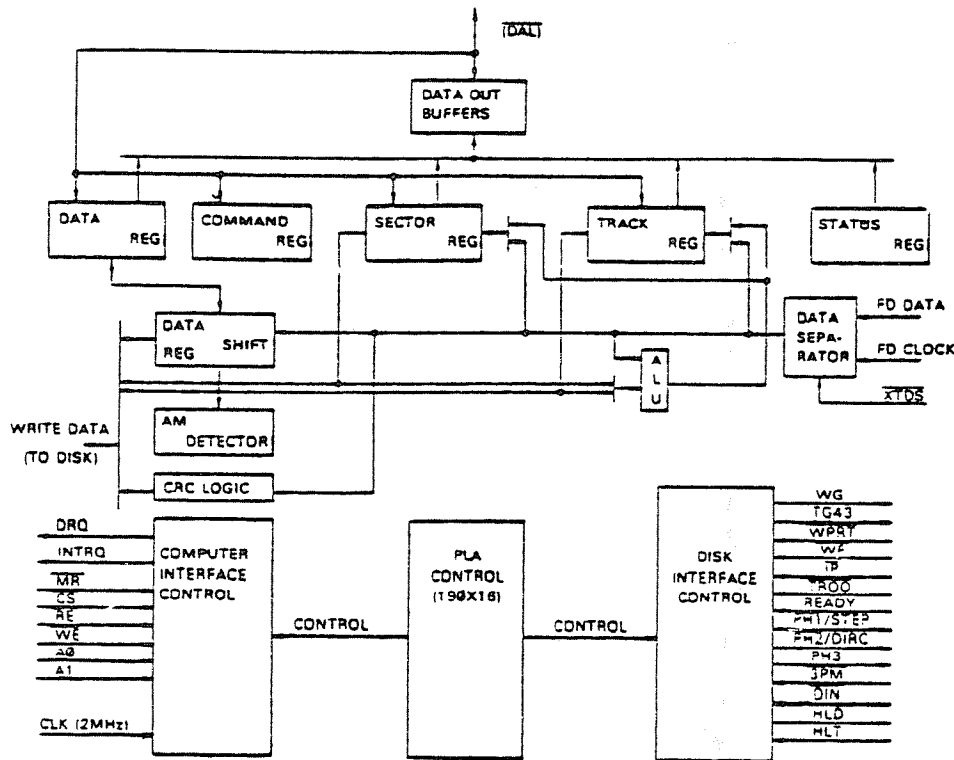 (DAL)
DATA OUT
BUFFERS
DATA
REG
COMMAND
REG
SECTOR
REG
TRACK
REG
STATUS
REG
DATA
REG
SHIFT
A
L
U
DATA
SEPA-
RATOR
FD DATA
FD CLOCK
XTDS
AM
DETECTOR
WRITE DATA
(TO DISK)
CRC LOGIC
DRQ
INTRQ
MR
CS
RE
WE
A0
A1
CLK (2MHz)
COMPUTER
INTERFACE
CONTROL
CONTROL
PLA
CONTROL
(190X16)
CONTROL
DISK
INTERFACE
CONTROL
WG
TG43
WPRT
WF
IP
TROO
READY
PH1/STEP
PH2/DIRC
PH3
3PM
DIN
HLD
HLT